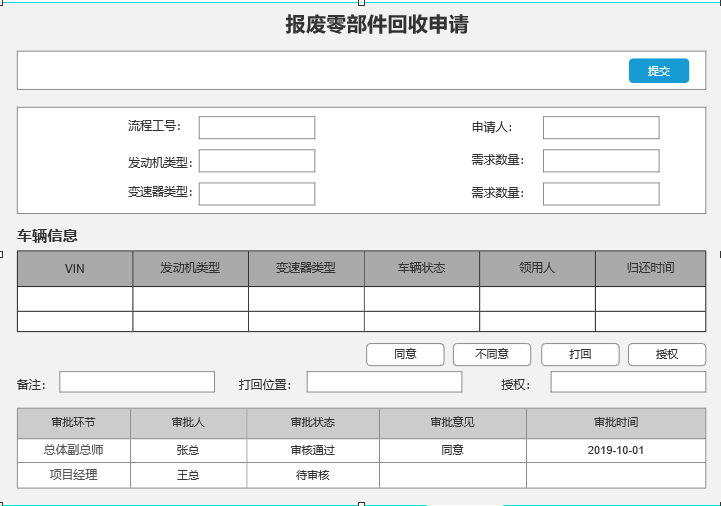 报废零部件回收申请
提交
流程工号: 申请人:
发动机类型: 需求数量:
变速器类型: 需求数量:
车辆信息
VIN 发动机类型 变速器类型 车辆状态 领用人 归还时间
同意 不同意 打回 授权
备注: 打回位置: 授权:
审批环节 审批人 审批状态 审批意见 审批时间
总体副总师 张总 审核通过 同意 2019-10-01
项目经理 王总 待审核